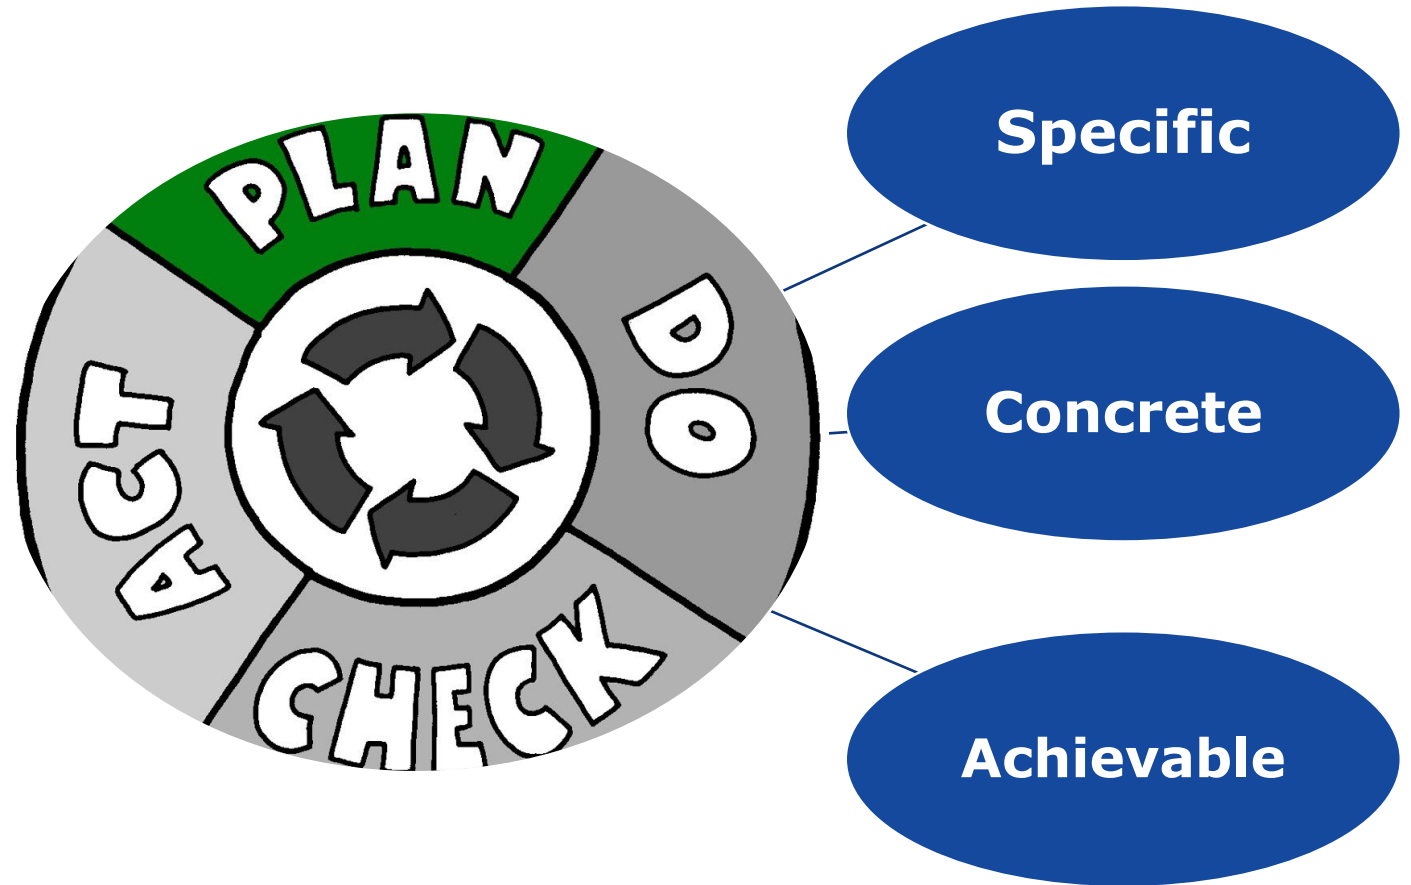 PLAN
DO
CHECK
ACT
Specific
Concrete
Achievable